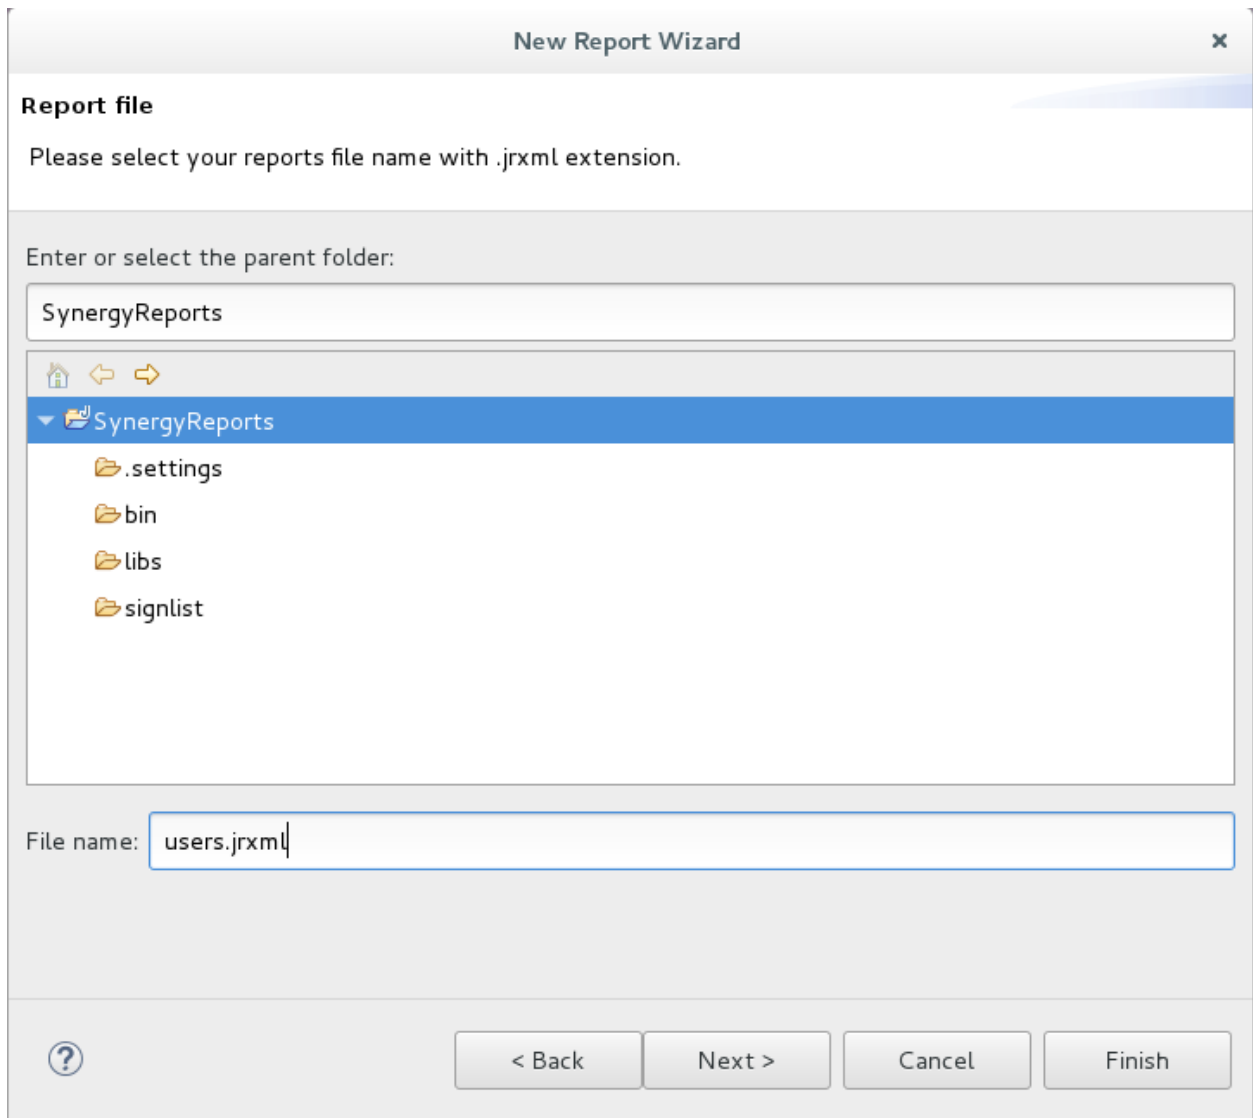 New Report Wizard
Report file
Please select your reports file name with .jrxml extension.
Enter or select the parent folder:
SynergyReports
SynergyReports
.settings
bin
libs
signlist
File name: users.jrxml
< Back Next > Cancel Finish